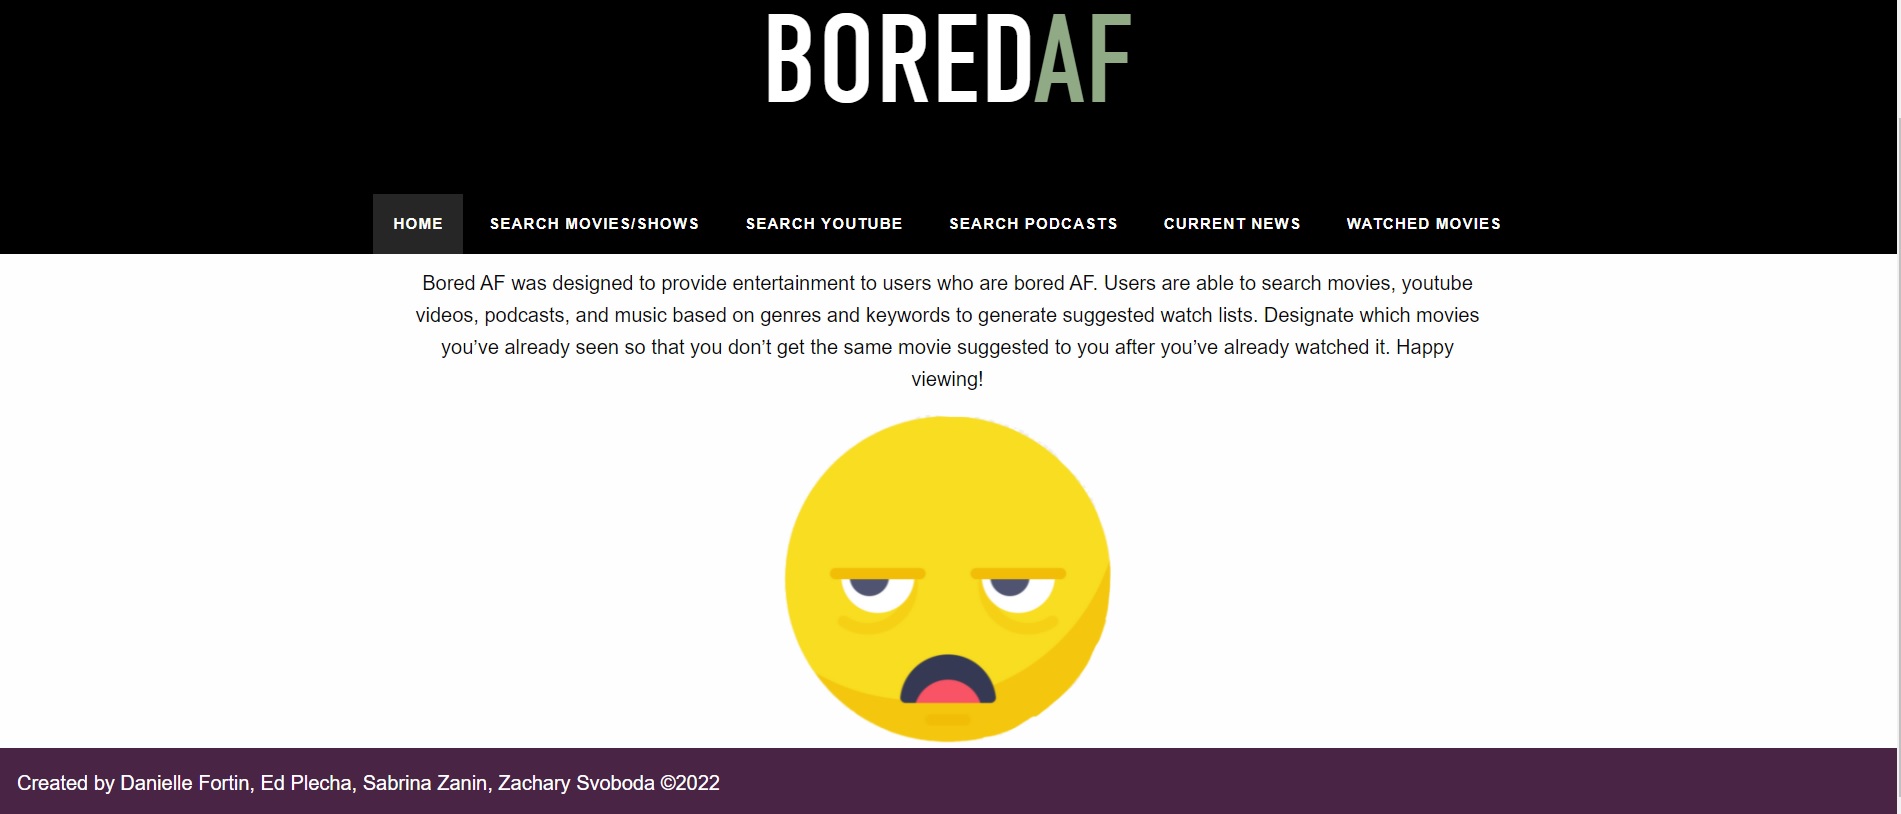 BOREDAF
HOME SEARCH MOVIES/SHOWS SEARCH YOUTUBE SEARCH PODCASTS CURRENT NEWS WATCHED MOVIES
Bored AF was designed to provide entertainment to users who are bored AF. Users are able to search movies, youtube
videos, podcasts, and music based on genres and keywords to generate suggested watch lists. Designate which movies
you’ve already seen so that you don’t get the same movie suggested to you after you’ve already watched it. Happy
viewing!
Created by Danielle Fortin, Ed Plecha, Sabrina Zanin, Zachary Svoboda ©2022